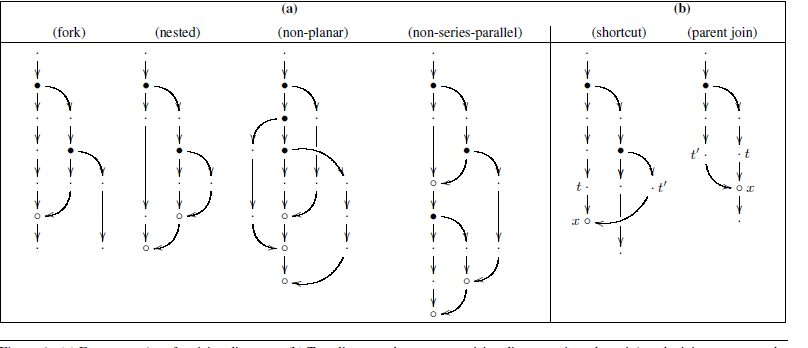 (a) (b)
(fork) (nested) (non-planar) (non-series-parallel) (shortcut) (parent join)
t′ t
t t′ x
x